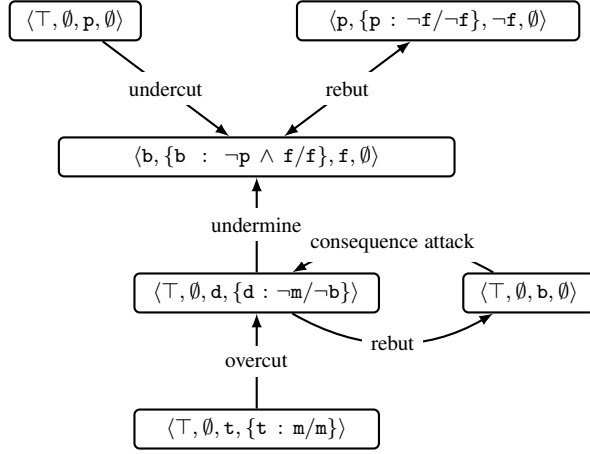 ⟨⊤, ∅, p, ∅⟩
⟨p, {p : ¬f/¬f}, ¬f, ∅⟩
undercut
rebut
⟨b, {b : ¬p ∧ f/f}, f, ∅⟩
undermine
consequence attack
⟨⊤, ∅, d, {d : ¬m/¬b}⟩
⟨⊤, ∅, b, ∅⟩
rebut
overcut
⟨⊤, ∅, t, {t : m/m}⟩